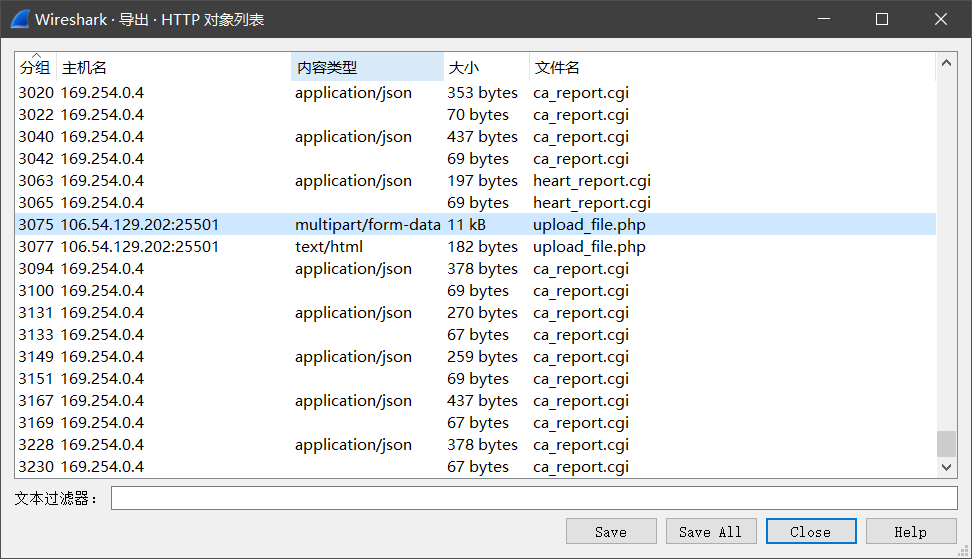 Wireshark · 导出 · HTTP 对象列表
分组 主机名 内容类型 大小 文件名
3020 169.254.0.4 application/json 353 bytes ca_report.cgi
3022 169.254.0.4 70 bytes ca_report.cgi
3040 169.254.0.4 application/json 437 bytes ca_report.cgi
3042 169.254.0.4 69 bytes ca_report.cgi
3063 169.254.0.4 application/json 197 bytes heart_report.cgi
3065 169.254.0.4 69 bytes heart_report.cgi
3075 106.54.129.202:25501 multipart/form-data 11 kB upload_file.php
3077 106.54.129.202:25501 text/html 182 bytes upload_file.php
3094 169.254.0.4 application/json 378 bytes ca_report.cgi
3100 169.254.0.4 69 bytes ca_report.cgi
3131 169.254.0.4 application/json 270 bytes ca_report.cgi
3133 169.254.0.4 67 bytes ca_report.cgi
3149 169.254.0.4 application/json 259 bytes ca_report.cgi
3151 169.254.0.4 69 bytes ca_report.cgi
3167 169.254.0.4 application/json 437 bytes ca_report.cgi
3169 169.254.0.4 67 bytes ca_report.cgi
3228 169.254.0.4 application/json 378 bytes ca_report.cgi
3230 169.254.0.4 67 bytes ca_report.cgi
文本过滤器：
Save Save All Close Help